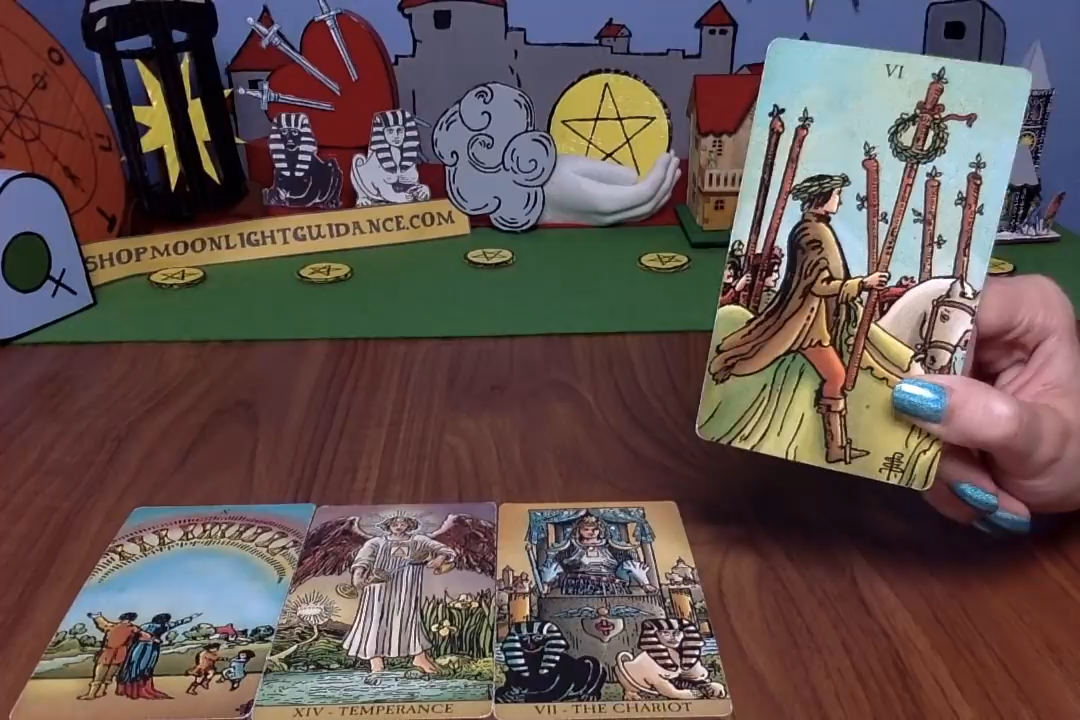 VI
SHOPMOONLIGHTGUIDANCE.COM
X
XIV - TEMPERANCE
VII - THE CHARIOT